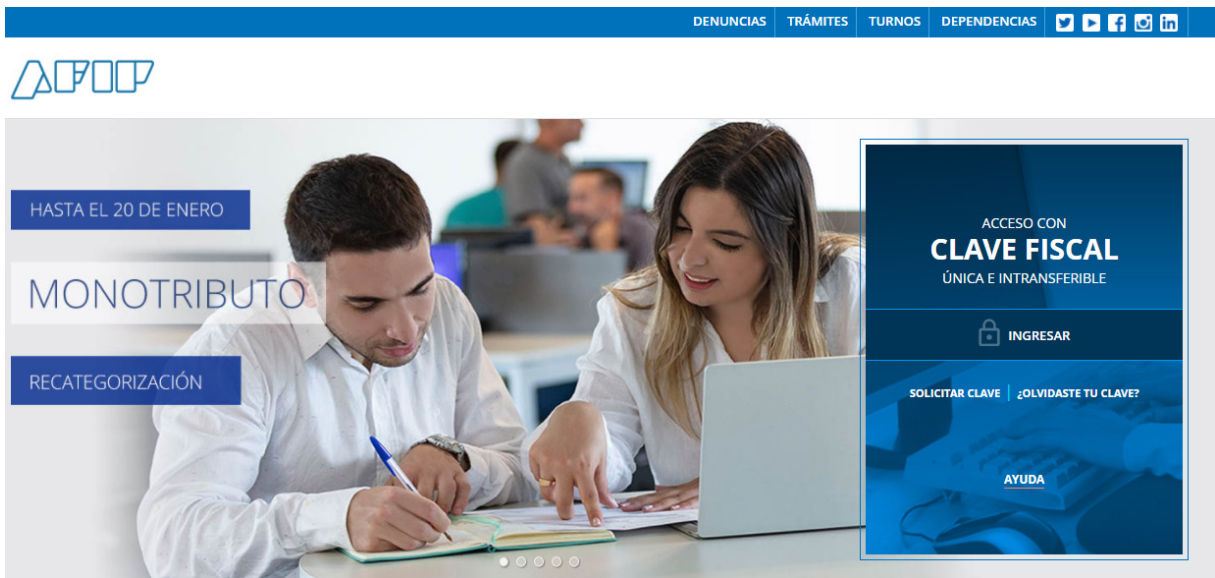 DENUNCIAS TRÁMITES TURNOS DEPENDENCIAS
AFIP
HASTA EL 20 DE ENERO
MONOTRIBUTO
RECATEGORIZACIÓN
ACCESO CON
CLAVE FISCAL
ÚNICA E INTRANSFERIBLE
INGRESAR
SOLICITAR CLAVE | ¿OLVIDASTE TU CLAVE?
AYUDA